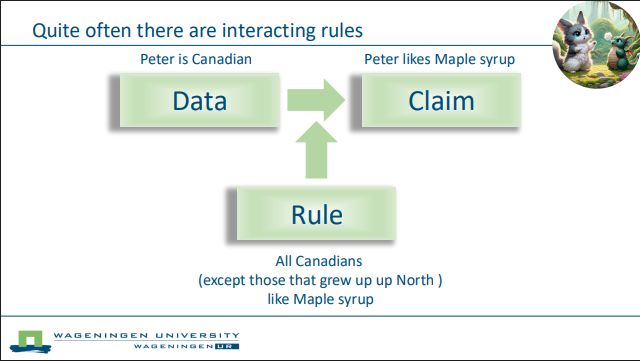 Quite often there are interacting rules
Peter is Canadian
Peter likes Maple syrup
Data
Claim
Rule
All Canadians
(except those that grew up up North )
like Maple syrup
WAGENINGEN UNIVERSITY
WAGENINGEN UR